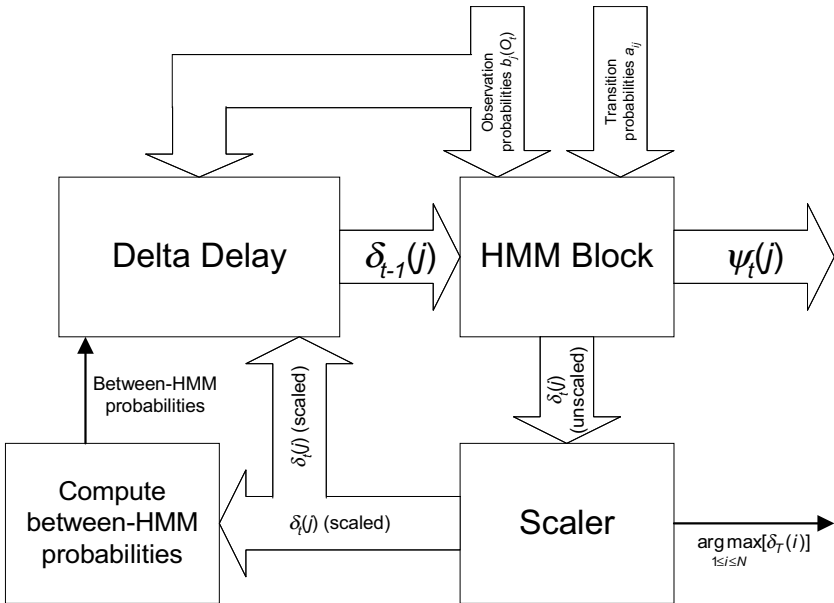 Observation
probabilities b_j(O_t)
Transition
probabilities a_ij
Delta Delay
δ_t-1(j)
HMM Block
ψ_t(j)
Between-HMM
probabilities
δ_t(j) (scaled)
δ_t(j)
(unscaled)
Compute
between-HMM
probabilities
δ_t(j) (scaled)
Scaler
arg max[δ_T(i)]
1≤i≤N